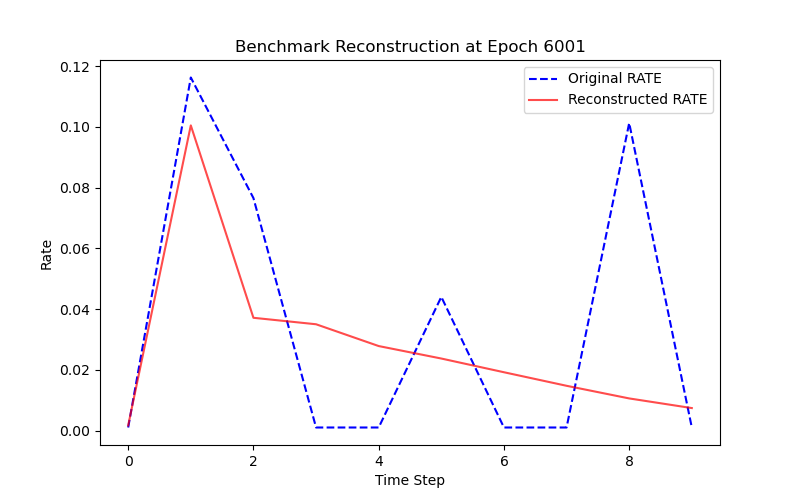 Benchmark Reconstruction at Epoch 6001
Original RATE
Reconstructed RATE
Rate
0.12
0.10
0.08
0.06
0.04
0.02
0.00
0 2 4 6 8
Time Step